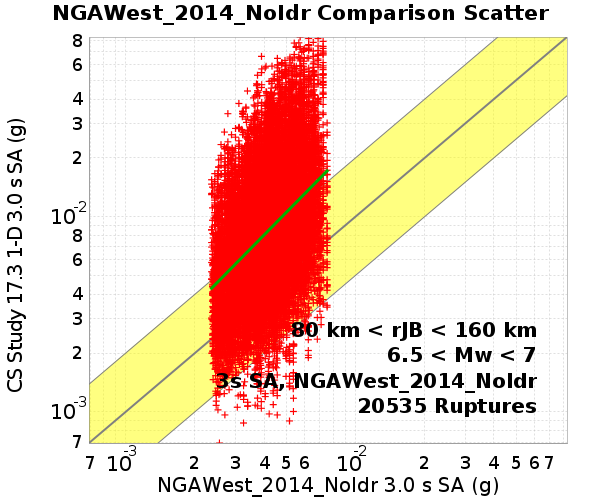 NGAWest_2014_NoIdr Comparison Scatter
CS Study 17.3 1-D 3.0 s SA (g)
8
6
4
3
2
10-2
8
6
4
3
2
10-3
7
80 km < rJB < 160 km
6.5 < Mw < 7
3s SA, NGAWest_2014_NoIdr
20535 Ruptures
7 10-3 2 3 4 5 6 10-2 2 3 4 5 6 7
NGAWest_2014_NoIdr 3.0 s SA (g)